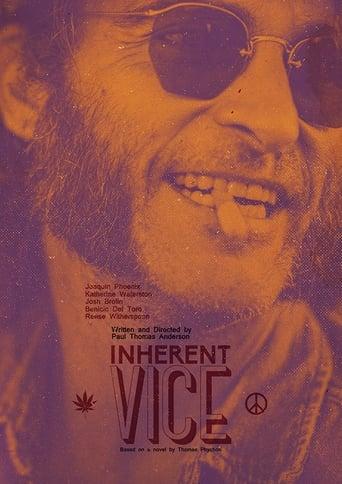 Joaquin Phoenix
Katherine Waterston
Josh Brolin
Benicio Del Toro
Reese Witherspoon
Written and Directed by
Paul Thomas Anderson
INHERENT
VICE
Based on a novel by Thomas Phychon